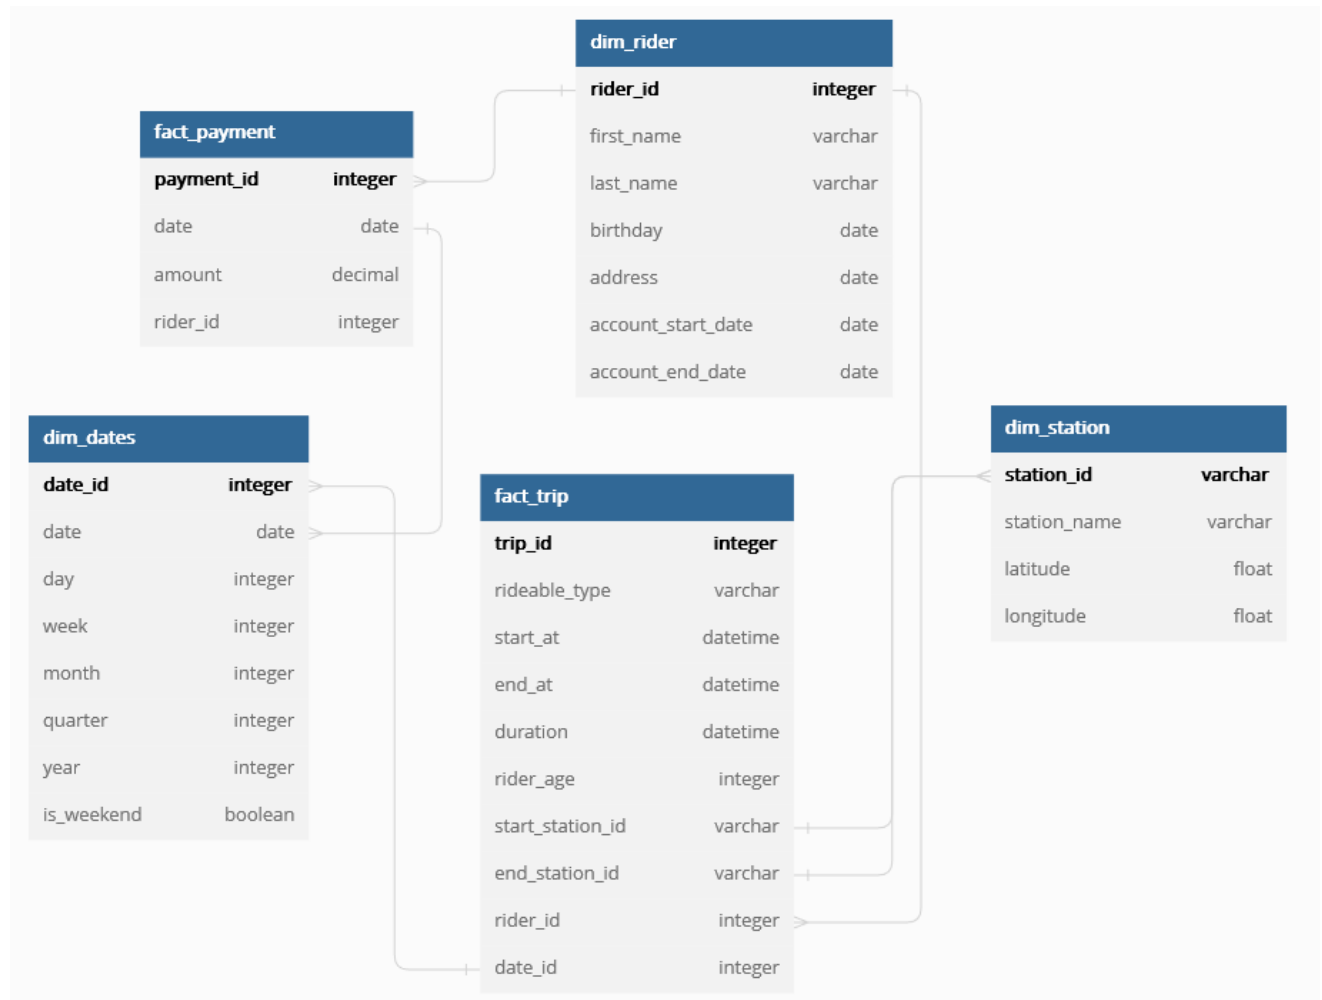 dim_rider
rider_id integer
first_name varchar
last_name varchar
birthday date
address date
account_start_date date
account_end_date date
fact_payment
payment_id integer
date date
amount decimal
rider_id integer
dim_dates
date_id integer
date date
day integer
week integer
month integer
quarter integer
year integer
is_weekend boolean
fact_trip
trip_id integer
rideable_type varchar
start_at datetime
end_at datetime
duration datetime
rider_age integer
start_station_id varchar
end_station_id varchar
rider_id integer
date_id integer
dim_station
station_id varchar
station_name varchar
latitude float
longitude float